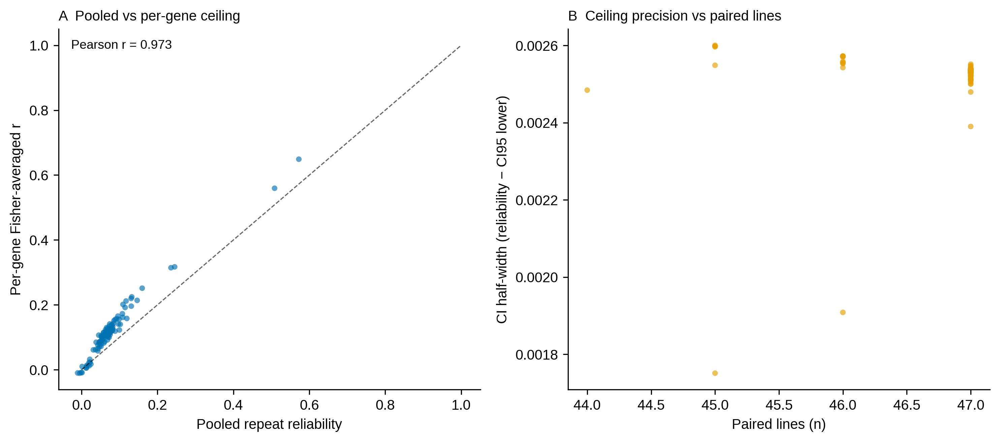 A  Pooled vs per-gene ceiling
Pearson r = 0.973
Per-gene Fisher-averaged r
1.0
0.8
0.6
0.4
0.2
0.0
0.0 0.2 0.4 0.6 0.8 1.0
Pooled repeat reliability
B  Ceiling precision vs paired lines
CI half-width (reliability − CI95 lower)
0.0026
0.0024
0.0022
0.0020
0.0018
44.0 44.5 45.0 45.5 46.0 46.5 47.0
Paired lines (n)